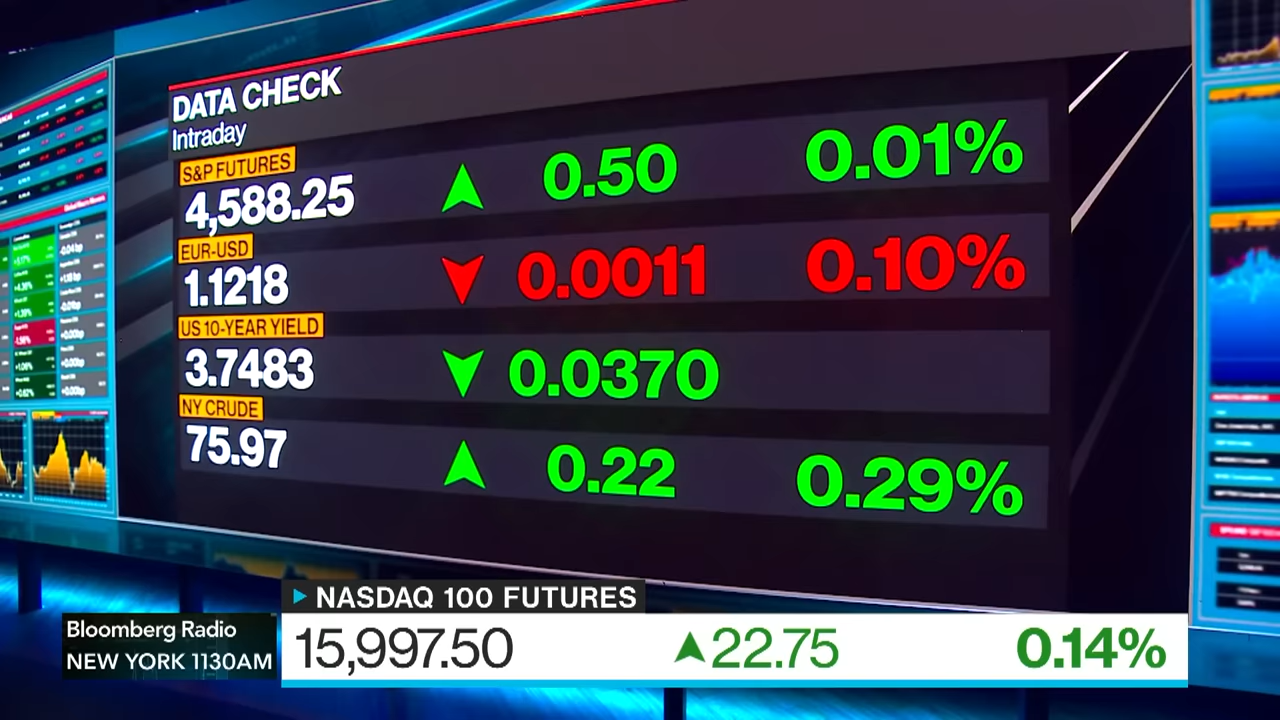 DATA CHECK
Intraday
S&P FUTURES
4,588.25 ▲ 0.50 0.01%
EUR-USD
1.1218 ▼ 0.0011 0.10%
US 10-YEAR YIELD
3.7483 ▼ 0.0370
NY CRUDE
75.97 ▲ 0.22 0.29%
NASDAQ 100 FUTURES
15,997.50 ▲22.75 0.14%
Bloomberg Radio
NEW YORK 1130AM